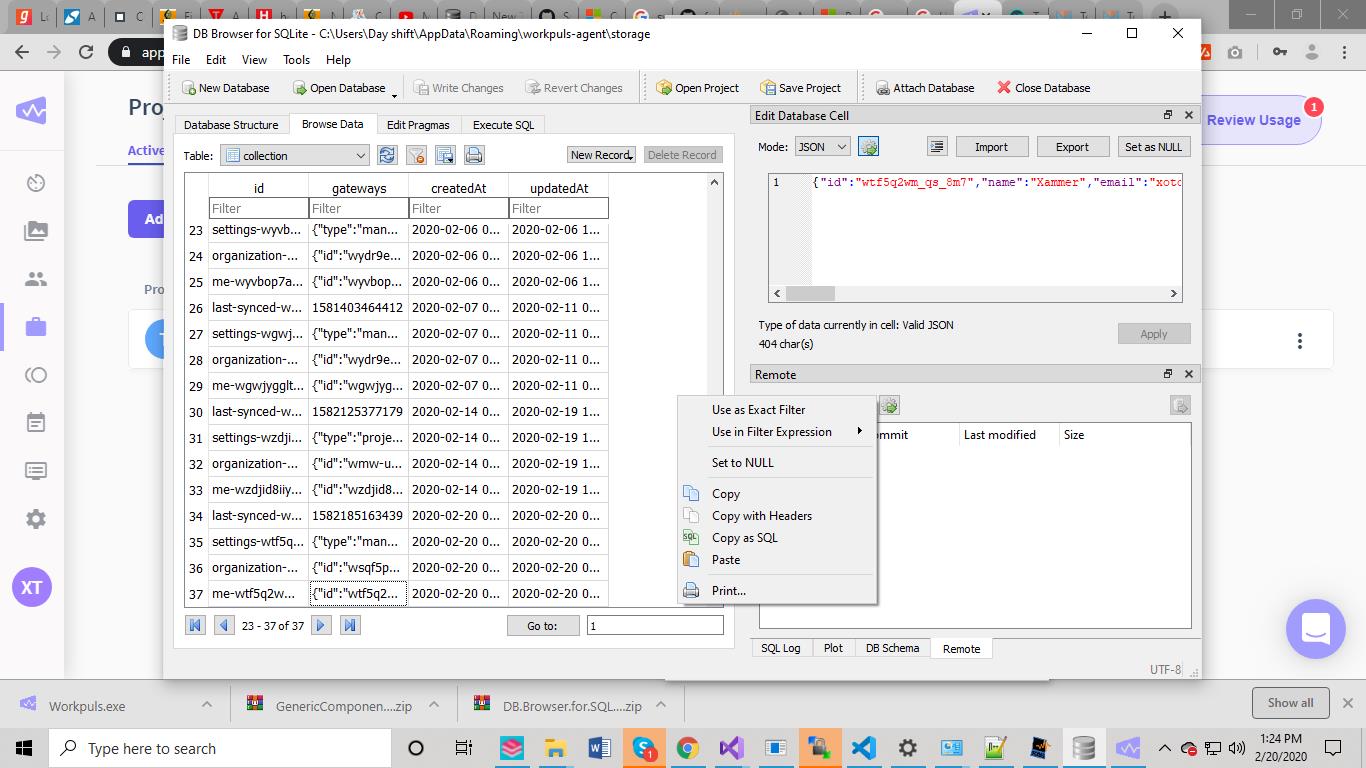 DB Browser for SQLite - C:\Users\Day shift\AppData\Roaming\workpuls-agent\storage
File Edit View Tools Help
New Database Open Database Write Changes Revert Changes Open Project Save Project Attach Database Close Database
app
Review Usage
1
Active
Database Structure Browse Data Edit Pragmas Execute SQL
Table: collection New Record Delete Record
id gateways createdAt updatedAt
Filter Filter Filter Filter
23 settings-wyvb... {"type":"man... 2020-02-06 0... 2020-02-06 1...
24 organization-... {"id":"wydr9e... 2020-02-06 0... 2020-02-06 1...
25 me-wyvbop7a... {"id":"wyvbop... 2020-02-06 0... 2020-02-06 1...
26 last-synced-w... 1581403464412 2020-02-07 0... 2020-02-11 0...
27 settings-wgwj... {"type":"man... 2020-02-07 0... 2020-02-11 0...
28 organization-... {"id":"wydr9e... 2020-02-07 0... 2020-02-11 0...
29 me-wgwjygglt... {"id":"wgwjyg... 2020-02-07 0... 2020-02-11 0...
30 last-synced-w... 1582125377179 2020-02-14 0... 2020-02-19 1...
31 settings-wzdji... {"type":"proje... 2020-02-14 0... 2020-02-19 1...
32 organization-... {"id":"wmw-u... 2020-02-14 0... 2020-02-19 1...
33 me-wzdjid8iiy... {"id":"wzdjid8... 2020-02-14 0... 2020-02-19 1...
34 last-synced-w... 1582185163439 2020-02-20 0... 2020-02-20 0...
35 settings-wtf5q... {"type":"man... 2020-02-20 0... 2020-02-20 0...
36 organization-... {"id":"wsqf5p... 2020-02-20 0... 2020-02-20 0...
37 me-wtf5q2w... {"id":"wtf5q2... 2020-02-20 0... 2020-02-20 0...
23 - 37 of 37 Go to: 1
Edit Database Cell
Mode: JSON Import Export Set as NULL
1 {"id":"wtf5q2wm_qs_8m7","name":"Xammer","email":"xoto
Type of data currently in cell: Valid JSON
404 char(s)
Apply
Remote
Last modified Size
Use as Exact Filter
Use in Filter Expression
Set to NULL
Copy
Copy with Headers
Copy as SQL
Paste
Print...
SQL Log Plot DB Schema Remote
UTF-8
XT
Workpuls.exe GenericComponen....zip DB.Browser.for.SQL....zip Show all
Type here to search
1:24 PM
2/20/2020